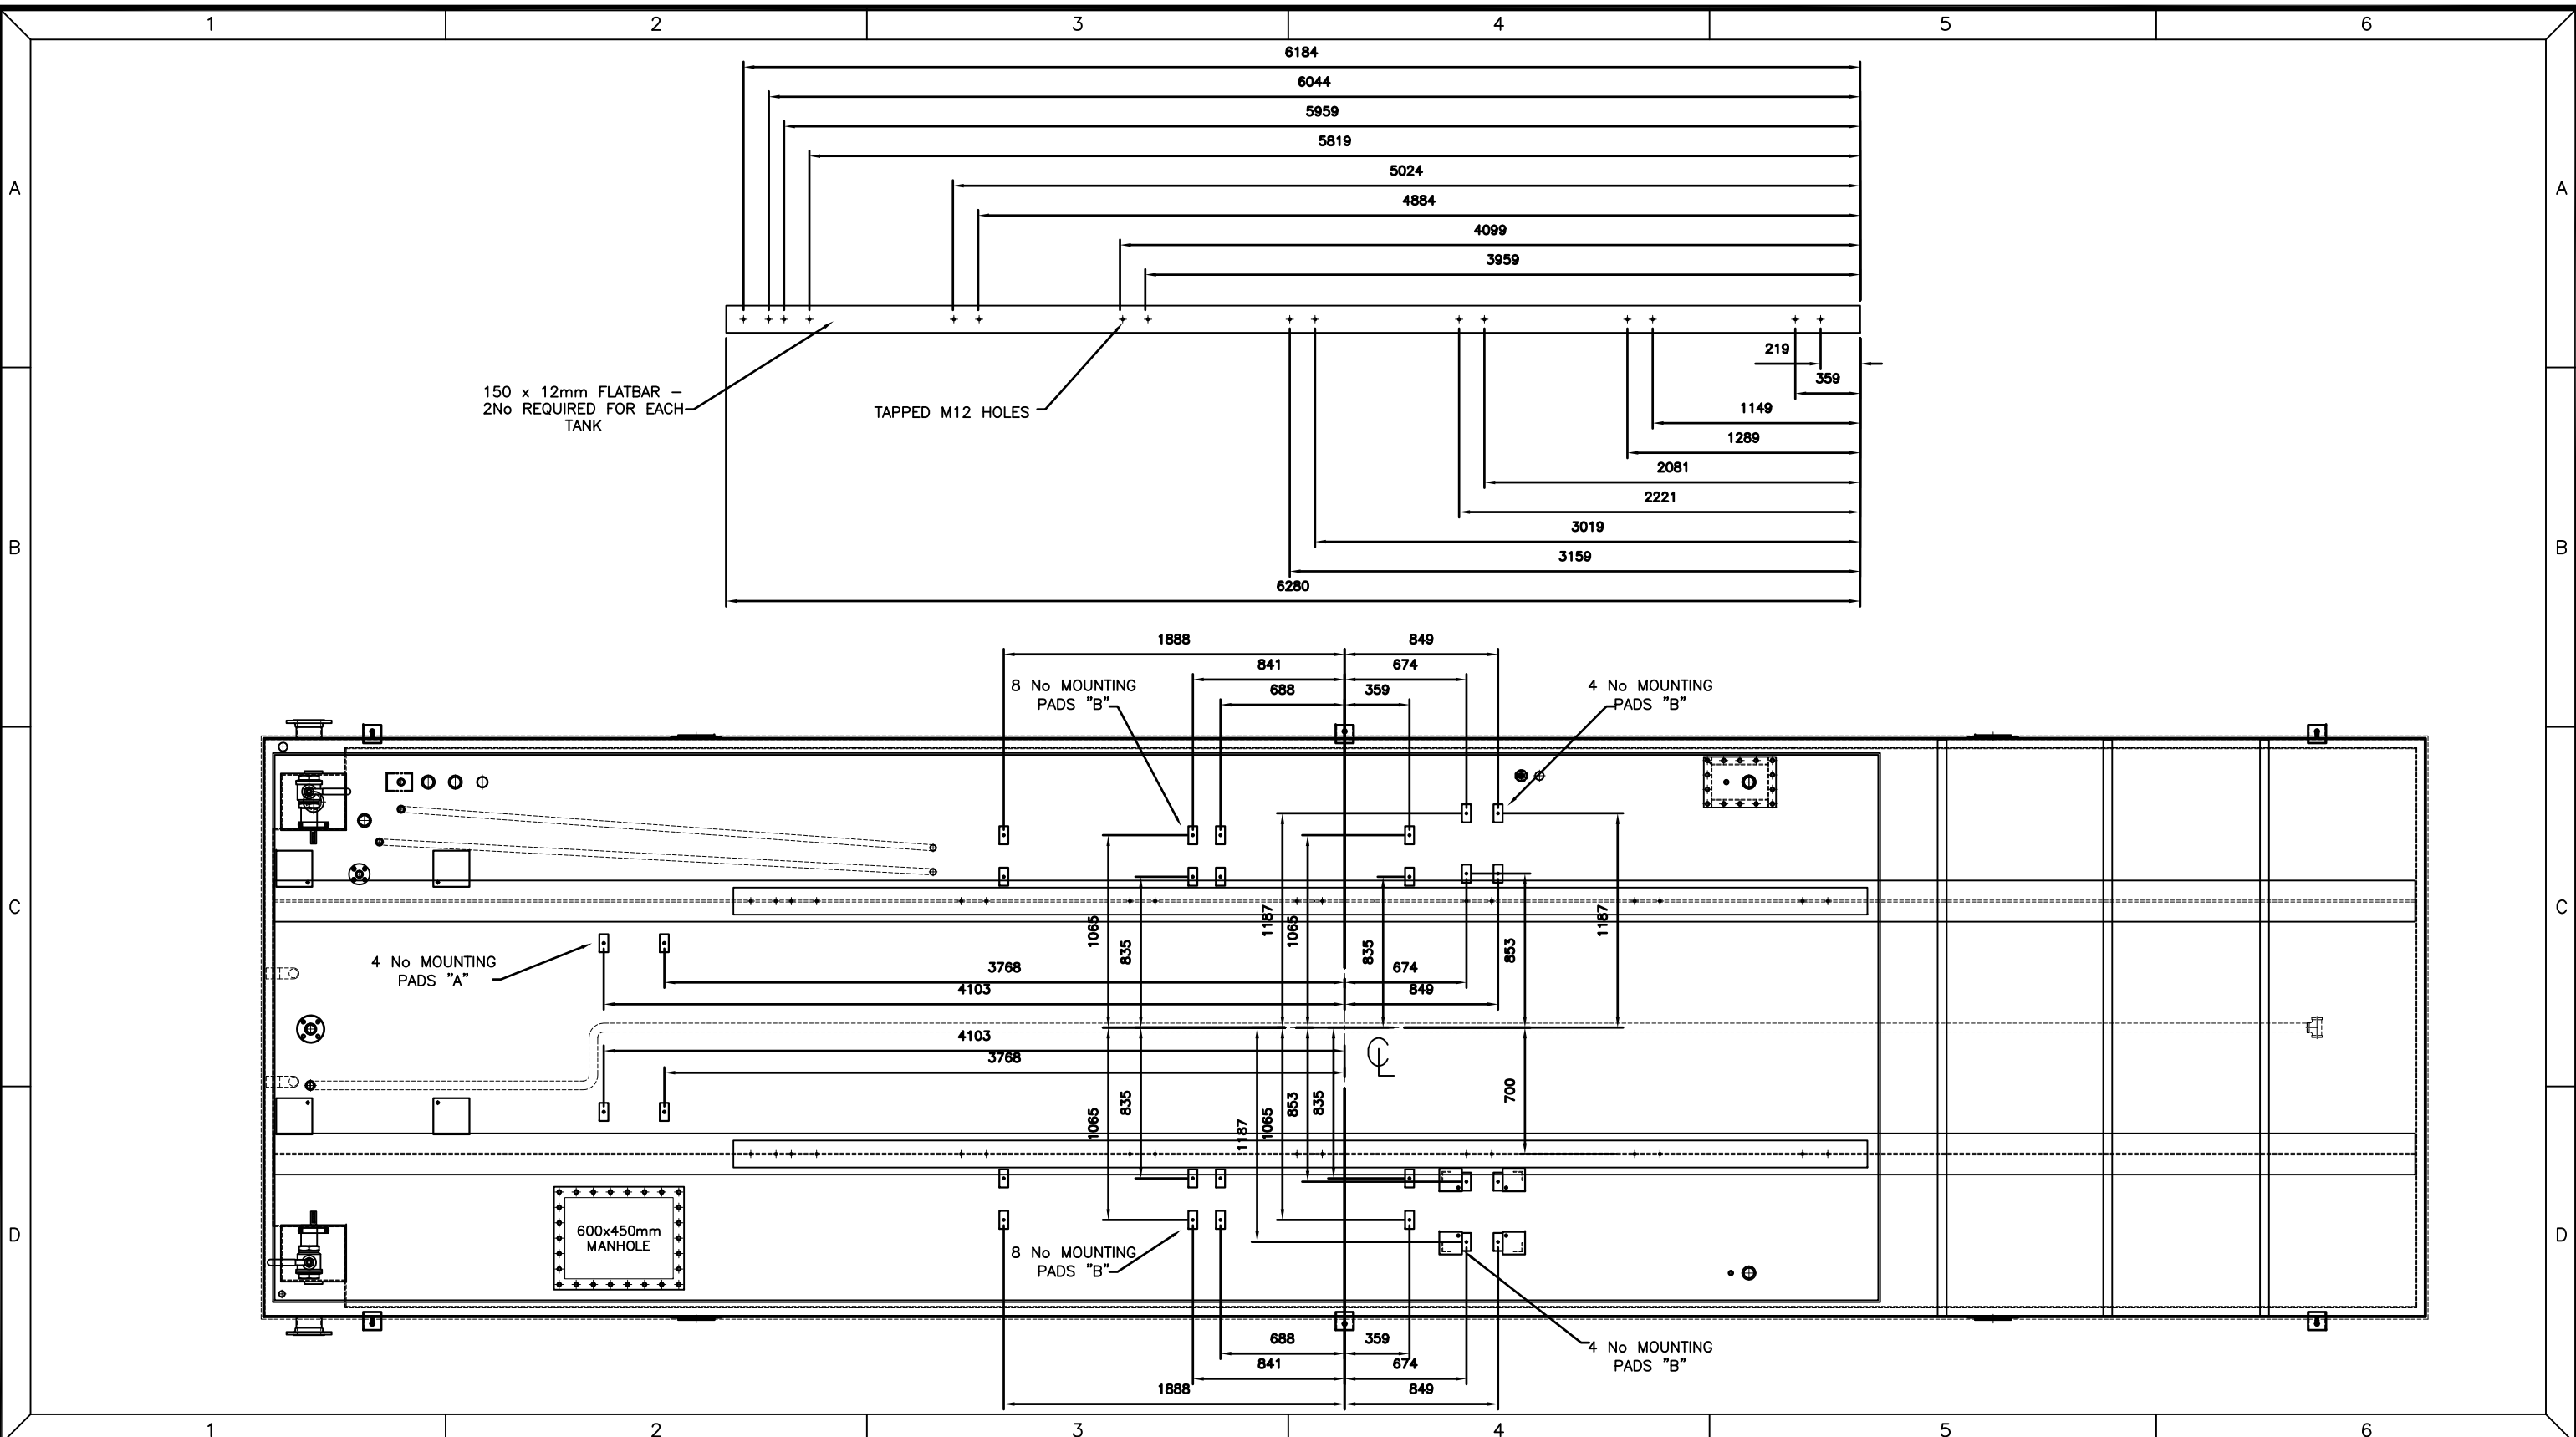 1 2 3 4 5 6
6184
6044
5959
5819
5024
A A
4884
4099
3959
219
359
150 x 12mm FLATBAR –
2No REQUIRED FOR EACH
TANK
TAPPED M12 HOLES
1149
1289
2081
2221
3019
B B
3159
6280
1888 849
841 674
688 359
8 No MOUNTING
PADS "B"
4 No MOUNTING
PADS "B"
C C
1065
835
1187
1065
835
853
1187
4 No MOUNTING
PADS "A"
3768 674
4103 849
4103
3768
CL
1065
835
1187
1065
853
835
700
D D
600x450mm
MANHOLE
8 No MOUNTING
PADS "B"
4 No MOUNTING
PADS "B"
688 359
841 674
1888 849
1 2 3 4 5 6